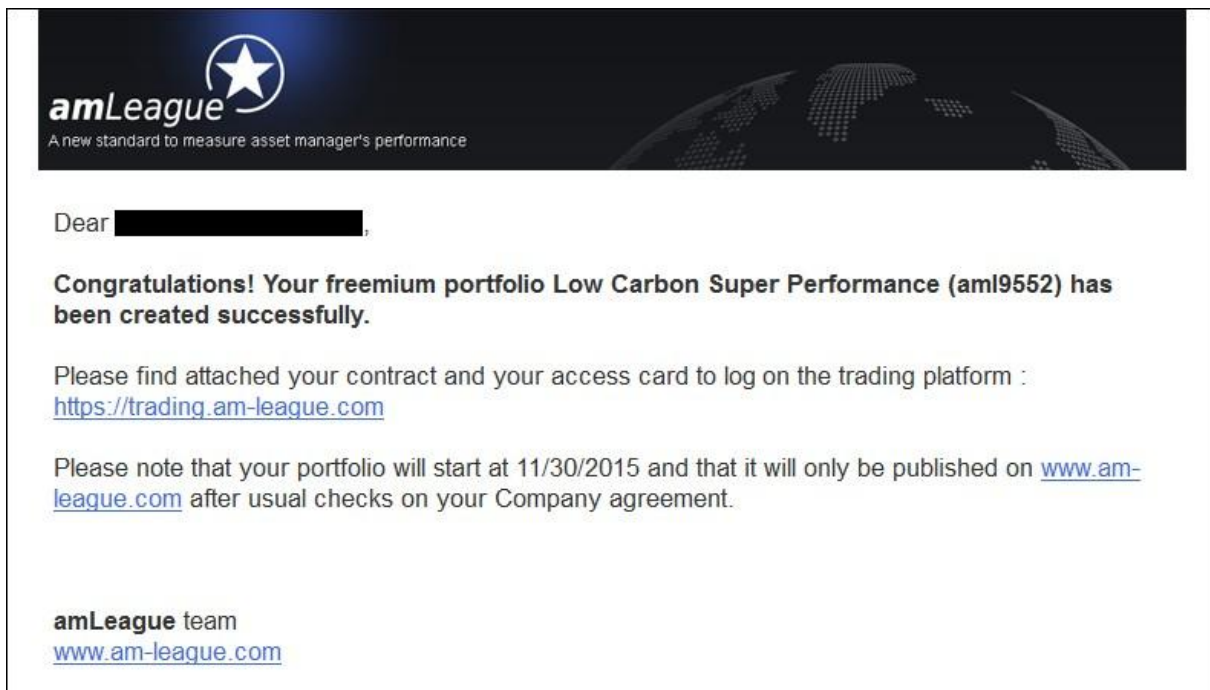 amLeague
A new standard to measure asset manager's performance
Dear ,
Congratulations! Your freemium portfolio Low Carbon Super Performance (aml9552) has
been created successfully.
Please find attached your contract and your access card to log on the trading platform :
https://trading.am-league.com
Please note that your portfolio will start at 11/30/2015 and that it will only be published on www.am-
league.com after usual checks on your Company agreement.
amLeague team
www.am-league.com